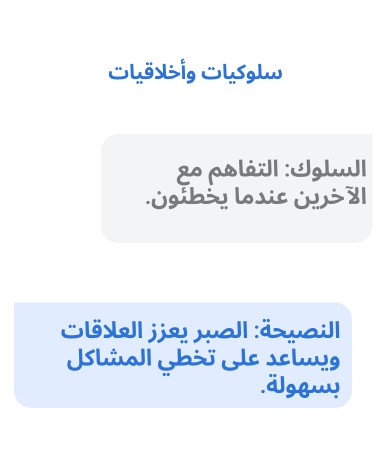 سلوكيات وأخلاقيات
السلوك: التفاهم مع
الآخرين عندما يخطئون.
النصيحة: الصبر يعزز العلاقات
ويساعد على تخطي المشاكل
بسهولة.